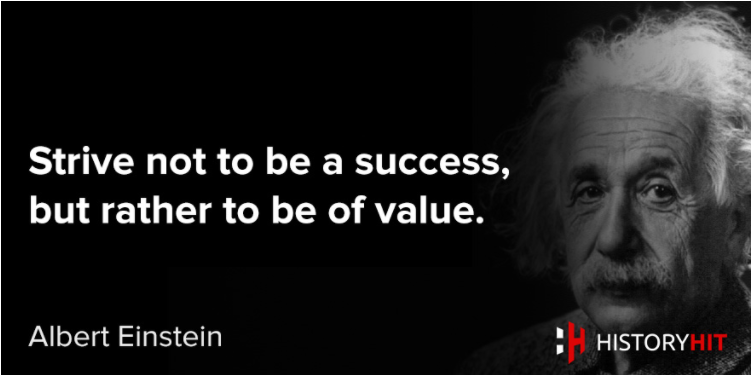 Strive not to be a success,
but rather to be of value.
Albert Einstein
HISTORYHIT